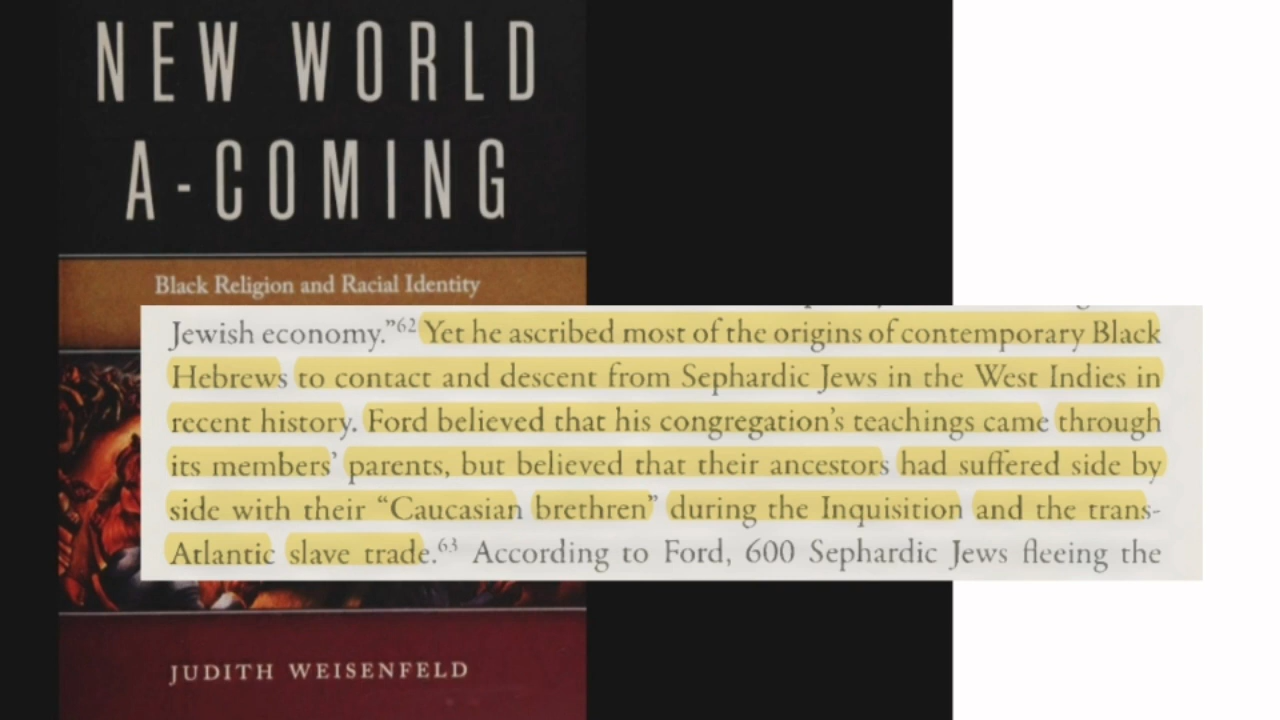 NEW WORLD
A-COMING
Black Religion and Racial Identity
Jewish economy.”62 Yet he ascribed most of the origins of contemporary Black
Hebrews to contact and descent from Sephardic Jews in the West Indies in
recent history. Ford believed that his congregation’s teachings came through
its members’ parents, but believed that their ancestors had suffered side by
side with their “Caucasian brethren” during the Inquisition and the trans-
Atlantic slave trade.63 According to Ford, 600 Sephardic Jews fleeing the
JUDITH WEISENFELD